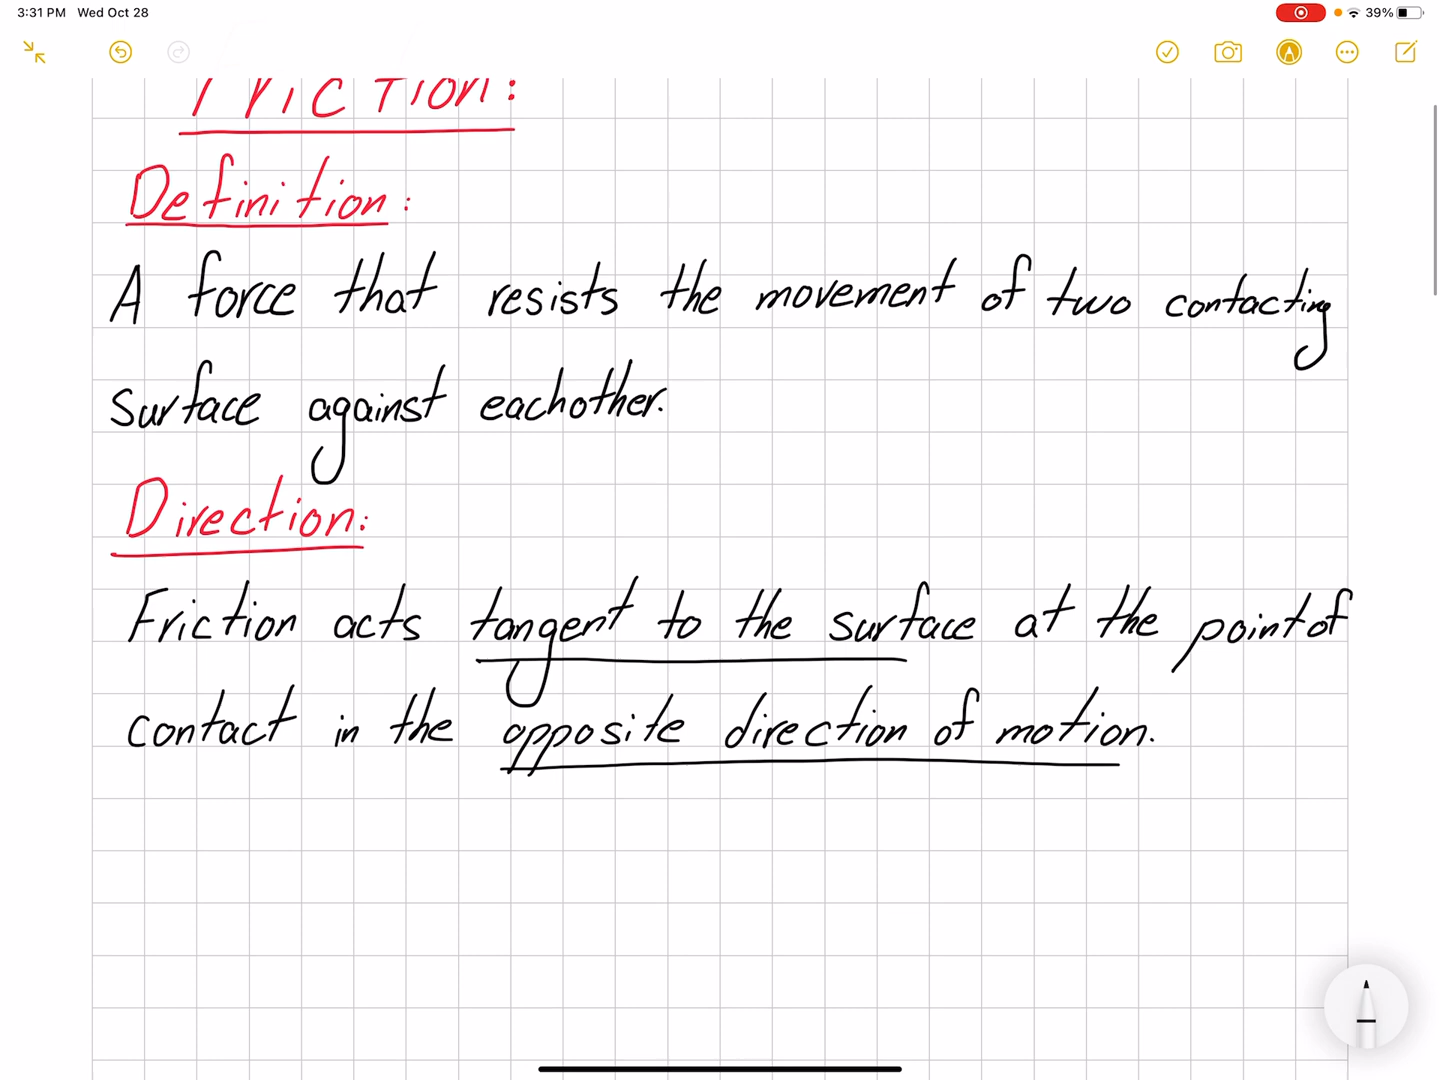 3:31 PM Wed Oct 28
39%
FRICTION:
Definition:
A force that resists the movement of two contacting
surface against eachother.
Direction:
Friction acts tangent to the surface at the point of
contact in the opposite direction of motion.